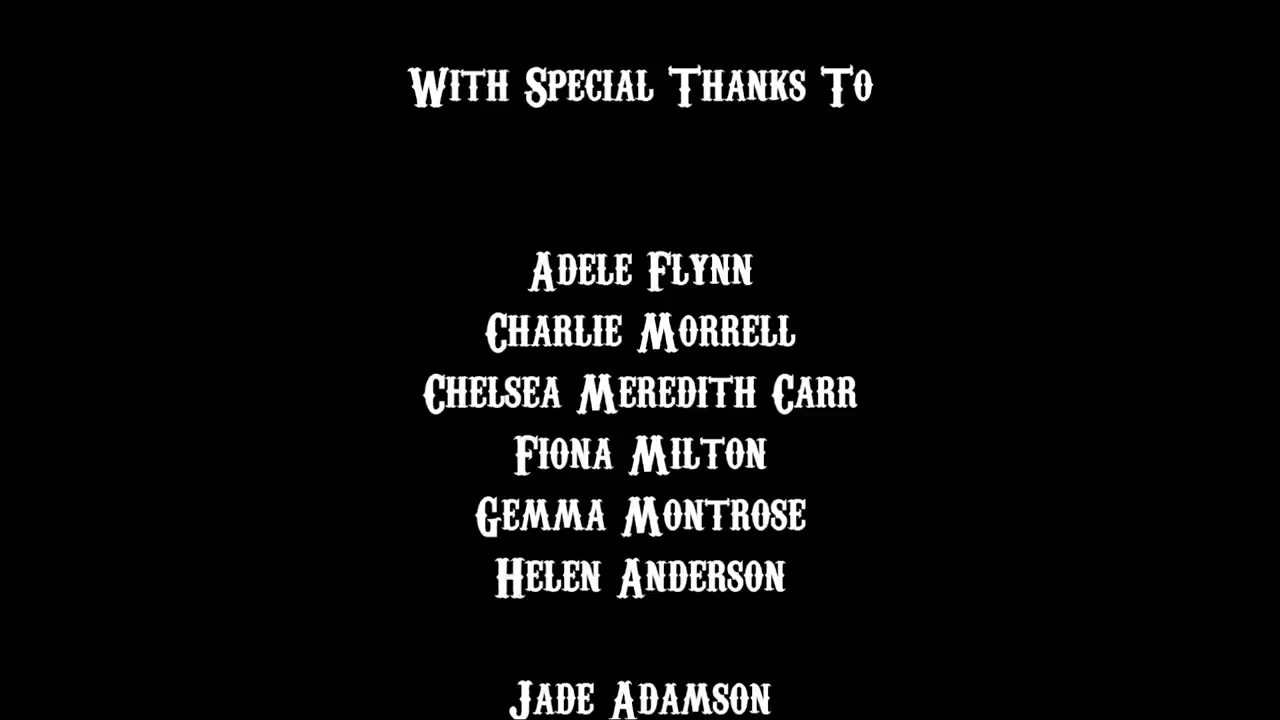 With Special Thanks To
Adele Flynn
Charlie Morrell
Chelsea Meredith Carr
Fiona Milton
Gemma Montrose
Helen Anderson
Jade Adamson